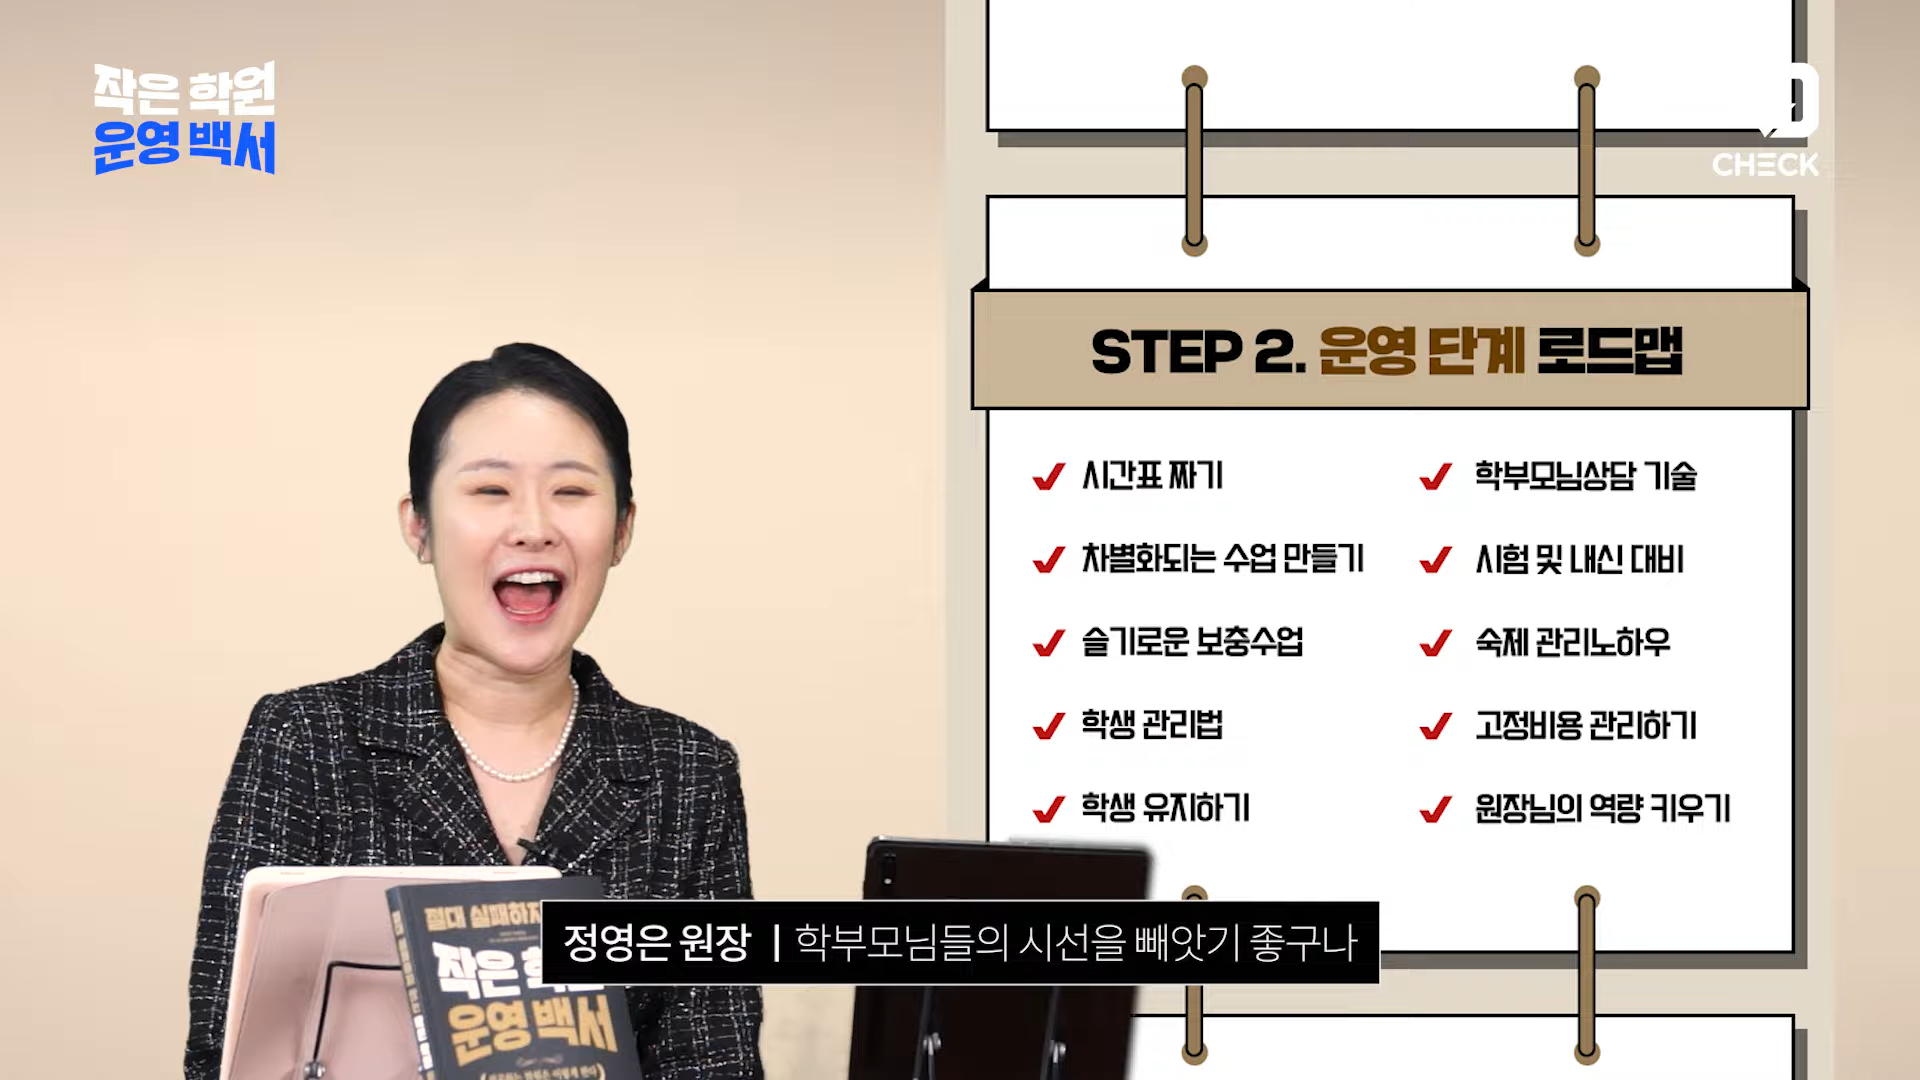 작은 학원
운영 백서
CHECK
STEP 2. 운영 단계 로드맵
시간표 짜기
차별화되는 수업 만들기
슬기로운 보충수업
학생 관리법
학생 유지하기
학부모님상담 기술
시험 및 내신 대비
숙제 관리노하우
고정비용 관리하기
원장님의 역량 키우기
절대 실패하지
작은
운영 백서
정영은 원장 | 학부모님들의 시선을 빼앗기 좋구나